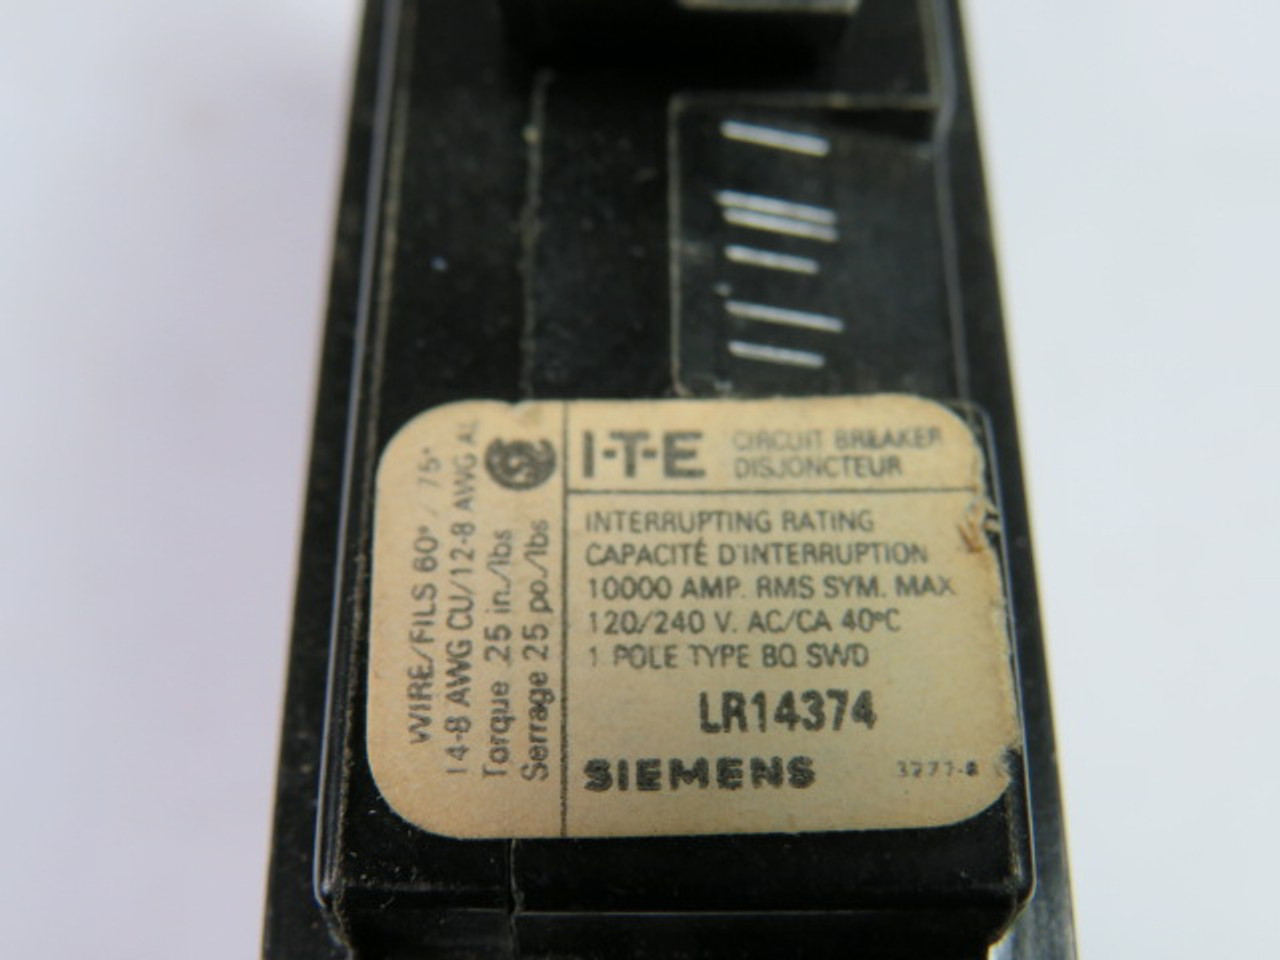 I-T-E
CIRCUIT BREAKER
DISJONCTEUR
INTERRUPTING RATING
CAPACITÉ D'INTERRUPTION
10000 AMP. RMS SYM. MAX
120/240 V. AC/CA 40°C
1 POLE TYPE BQ SWD
LR14374
SIEMENS
3277-8
WIRE/FILS 60° / 75°
14-8 AWG CU/12-8 AWG AL
Torque 25 in./lbs
Serrage 25 po./lbs